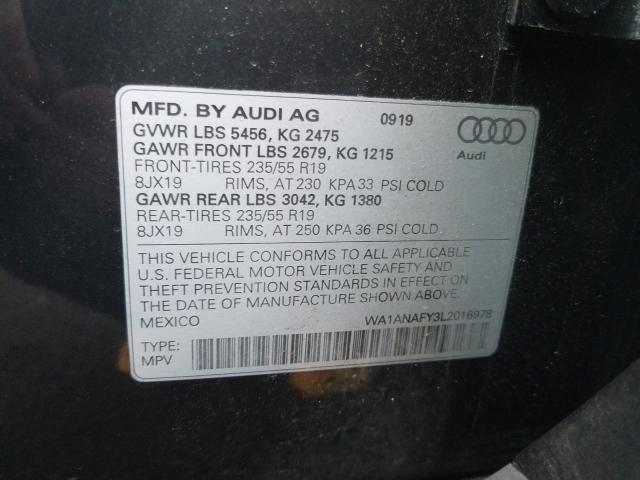 MFD. BY AUDI AG 0919
GVWR LBS 5456, KG 2475
GAWR FRONT LBS 2679, KG 1215
FRONT-TIRES 235/55 R19
8JX19 RIMS, AT 230 KPA 33 PSI COLD
GAWR REAR LBS 3042, KG 1380
REAR-TIRES 235/55 R19
8JX19 RIMS, AT 250 KPA 36 PSI COLD
Audi
THIS VEHICLE CONFORMS TO ALL APPLICABLE
U.S. FEDERAL MOTOR VEHICLE SAFETY AND
THEFT PREVENTION STANDARDS IN EFFECT ON
THE DATE OF MANUFACTURE SHOWN ABOVE.
MEXICO WA1ANAFY3L2016978
TYPE:
MPV